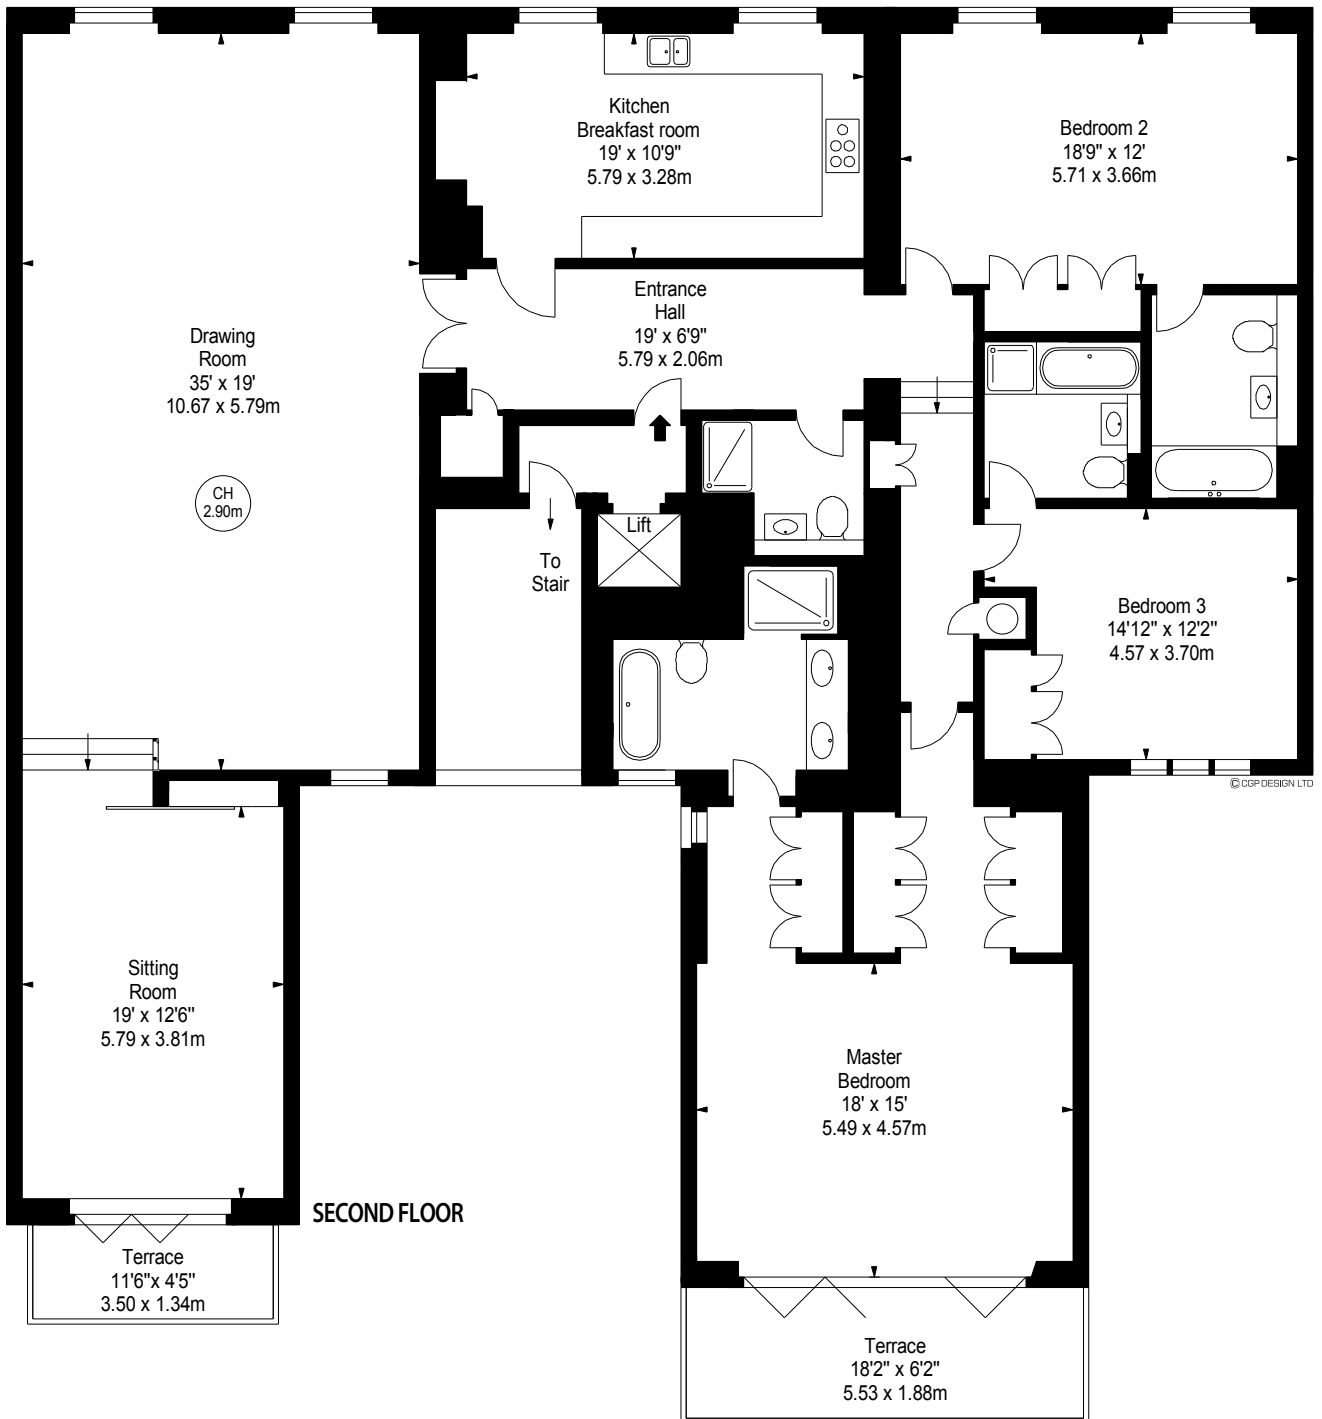 Kitchen
Breakfast room
19' x 10'9"
5.79 x 3.28m
Bedroom 2
18'9" x 12'
5.71 x 3.66m
Entrance
Hall
19' x 6'9"
5.79 x 2.06m
Drawing
Room
35' x 19'
10.67 x 5.79m
CH
2.90m
Lift
To
Stair
Bedroom 3
14'12" x 12'2"
4.57 x 3.70m
© CGP DESIGN LTD
Sitting
Room
19' x 12'6"
5.79 x 3.81m
Master
Bedroom
18' x 15'
5.49 x 4.57m
SECOND FLOOR
Terrace
11'6"x 4'5"
3.50 x 1.34m
Terrace
18'2" x 6'2"
5.53 x 1.88m